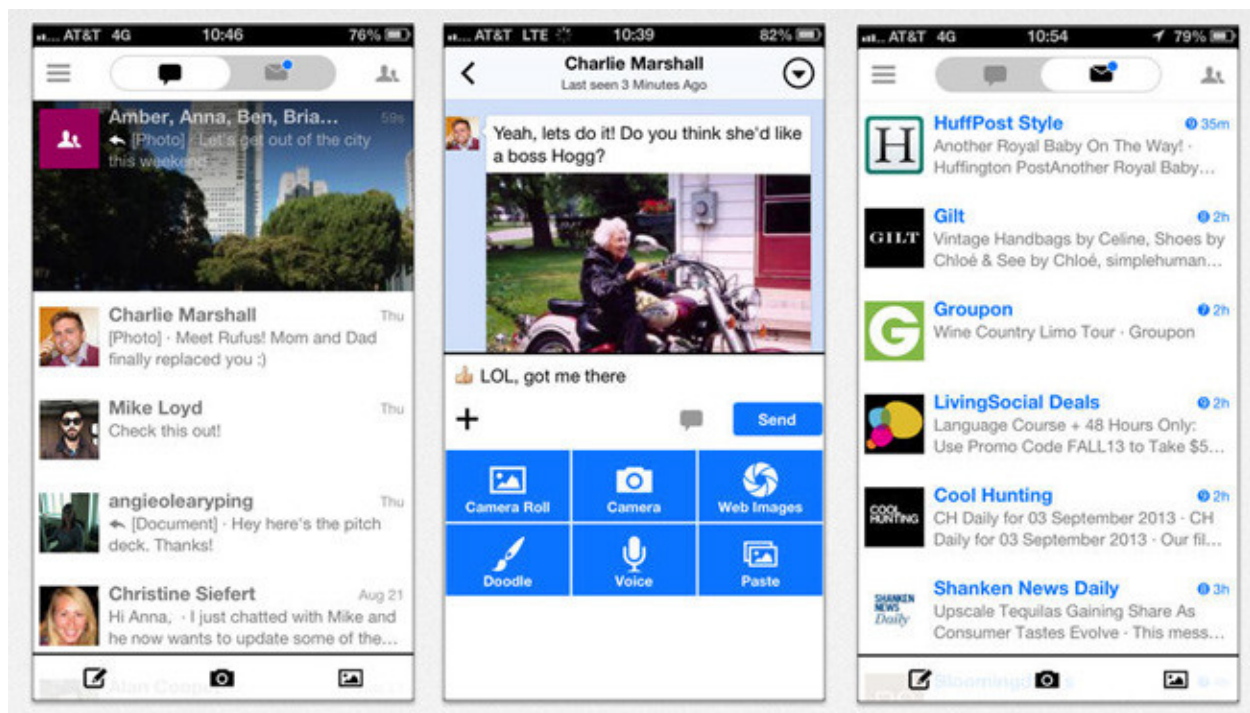 AT&T 4G 10:46 76%
Amber, Anna, Ben, Bria... 59s
[Photo] · Let's get out of the city
this weekend
Charlie Marshall Thu
[Photo] · Meet Rufus! Mom and Dad
finally replaced you :)
Mike Loyd Thu
Check this out!
angieolearyping Thu
[Document] · Hey here's the pitch
deck. Thanks!
Christine Siefert Aug 21
Hi Anna, · I just chatted with Mike and
he now wants to update some of the...
Alan Cooper
AT&T LTE 10:39 82%
Charlie Marshall
Last seen 3 Minutes Ago
Yeah, lets do it! Do you think she'd like
a boss Hogg?
LOL, got me there
Send
Camera Roll Camera Web Images
Doodle Voice Paste
AT&T 4G 10:54 79%
H
HuffPost Style 35m
Another Royal Baby On The Way! ·
Huffington PostAnother Royal Baby...
GILT
Gilt 2h
Vintage Handbags by Celine, Shoes by
Chloé & See by Chloé, simplehuman...
G
Groupon 2h
Wine Country Limo Tour · Groupon
LivingSocial Deals 2h
Language Course + 48 Hours Only:
Use Promo Code FALL13 to Take $5...
COOL
HUNTING
Cool Hunting 2h
CH Daily for 03 September 2013 · CH
Daily for 03 September 2013 · Our fil...
SHANKEN
NEWS
Daily
Shanken News Daily 3h
Upscale Tequilas Gaining Share As
Consumer Tastes Evolve · This mess...